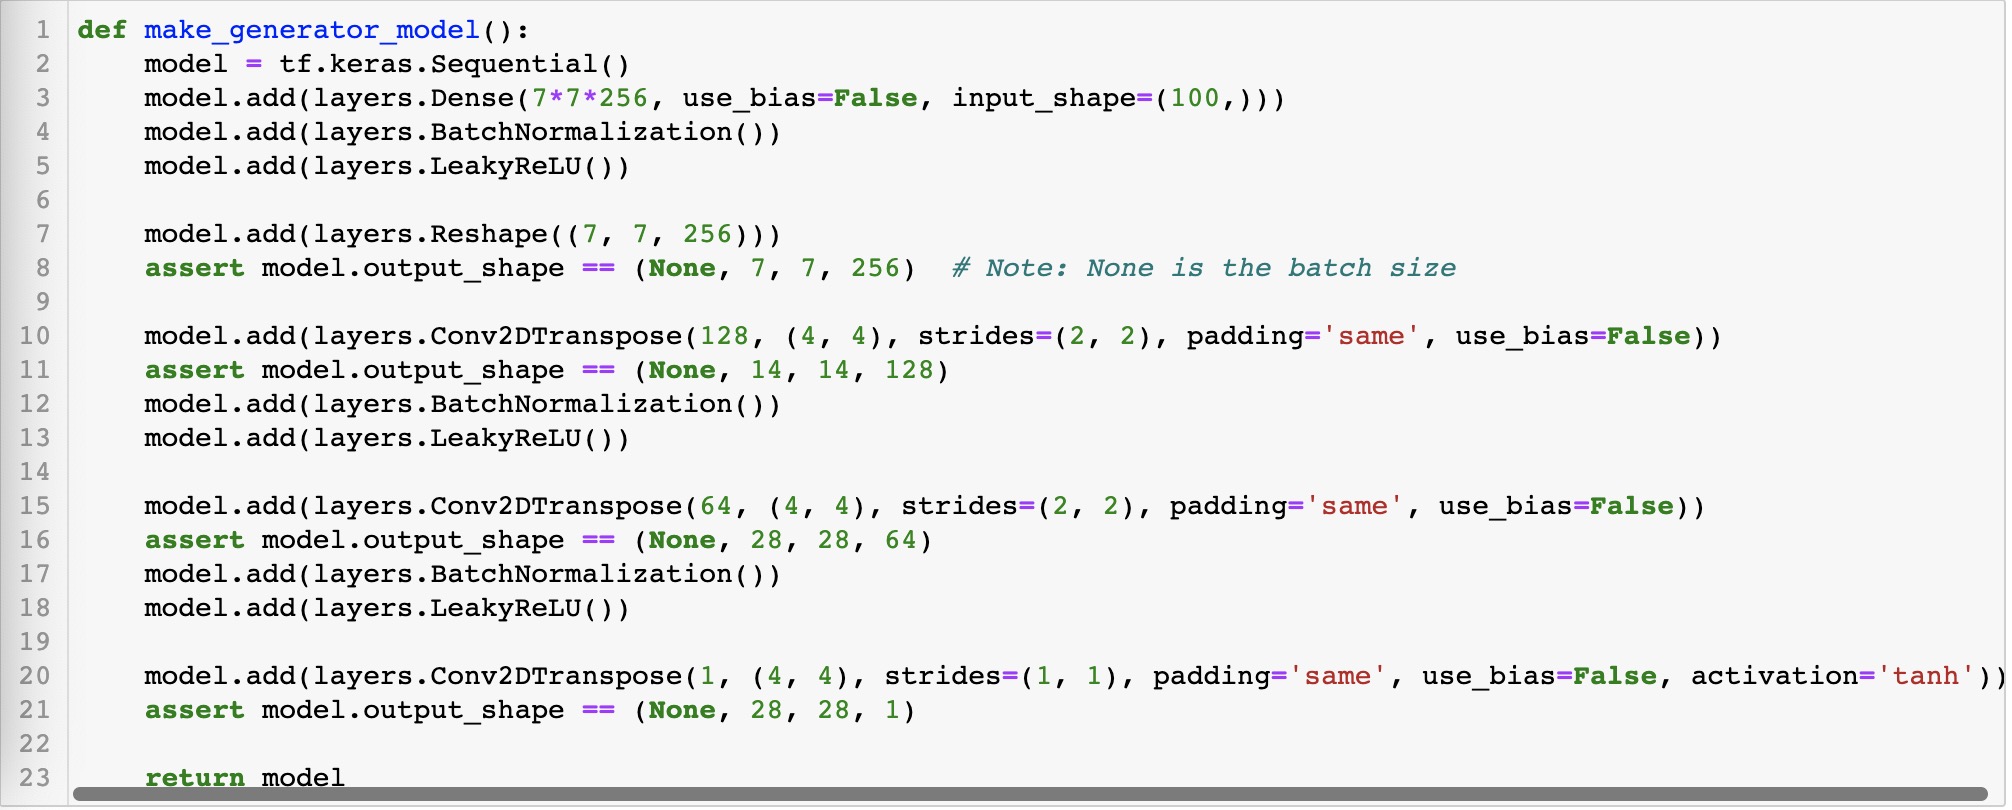 1 def make_generator_model():
2     model = tf.keras.Sequential()
3     model.add(layers.Dense(7*7*256, use_bias=False, input_shape=(100,)))
4     model.add(layers.BatchNormalization())
5     model.add(layers.LeakyReLU())
6
7     model.add(layers.Reshape((7, 7, 256)))
8     assert model.output_shape == (None, 7, 7, 256)  # Note: None is the batch size
9
10     model.add(layers.Conv2DTranspose(128, (4, 4), strides=(2, 2), padding='same', use_bias=False))
11     assert model.output_shape == (None, 14, 14, 128)
12     model.add(layers.BatchNormalization())
13     model.add(layers.LeakyReLU())
14
15     model.add(layers.Conv2DTranspose(64, (4, 4), strides=(2, 2), padding='same', use_bias=False))
16     assert model.output_shape == (None, 28, 28, 64)
17     model.add(layers.BatchNormalization())
18     model.add(layers.LeakyReLU())
19
20     model.add(layers.Conv2DTranspose(1, (4, 4), strides=(1, 1), padding='same', use_bias=False, activation='tanh'))
21     assert model.output_shape == (None, 28, 28, 1)
22
23     return model